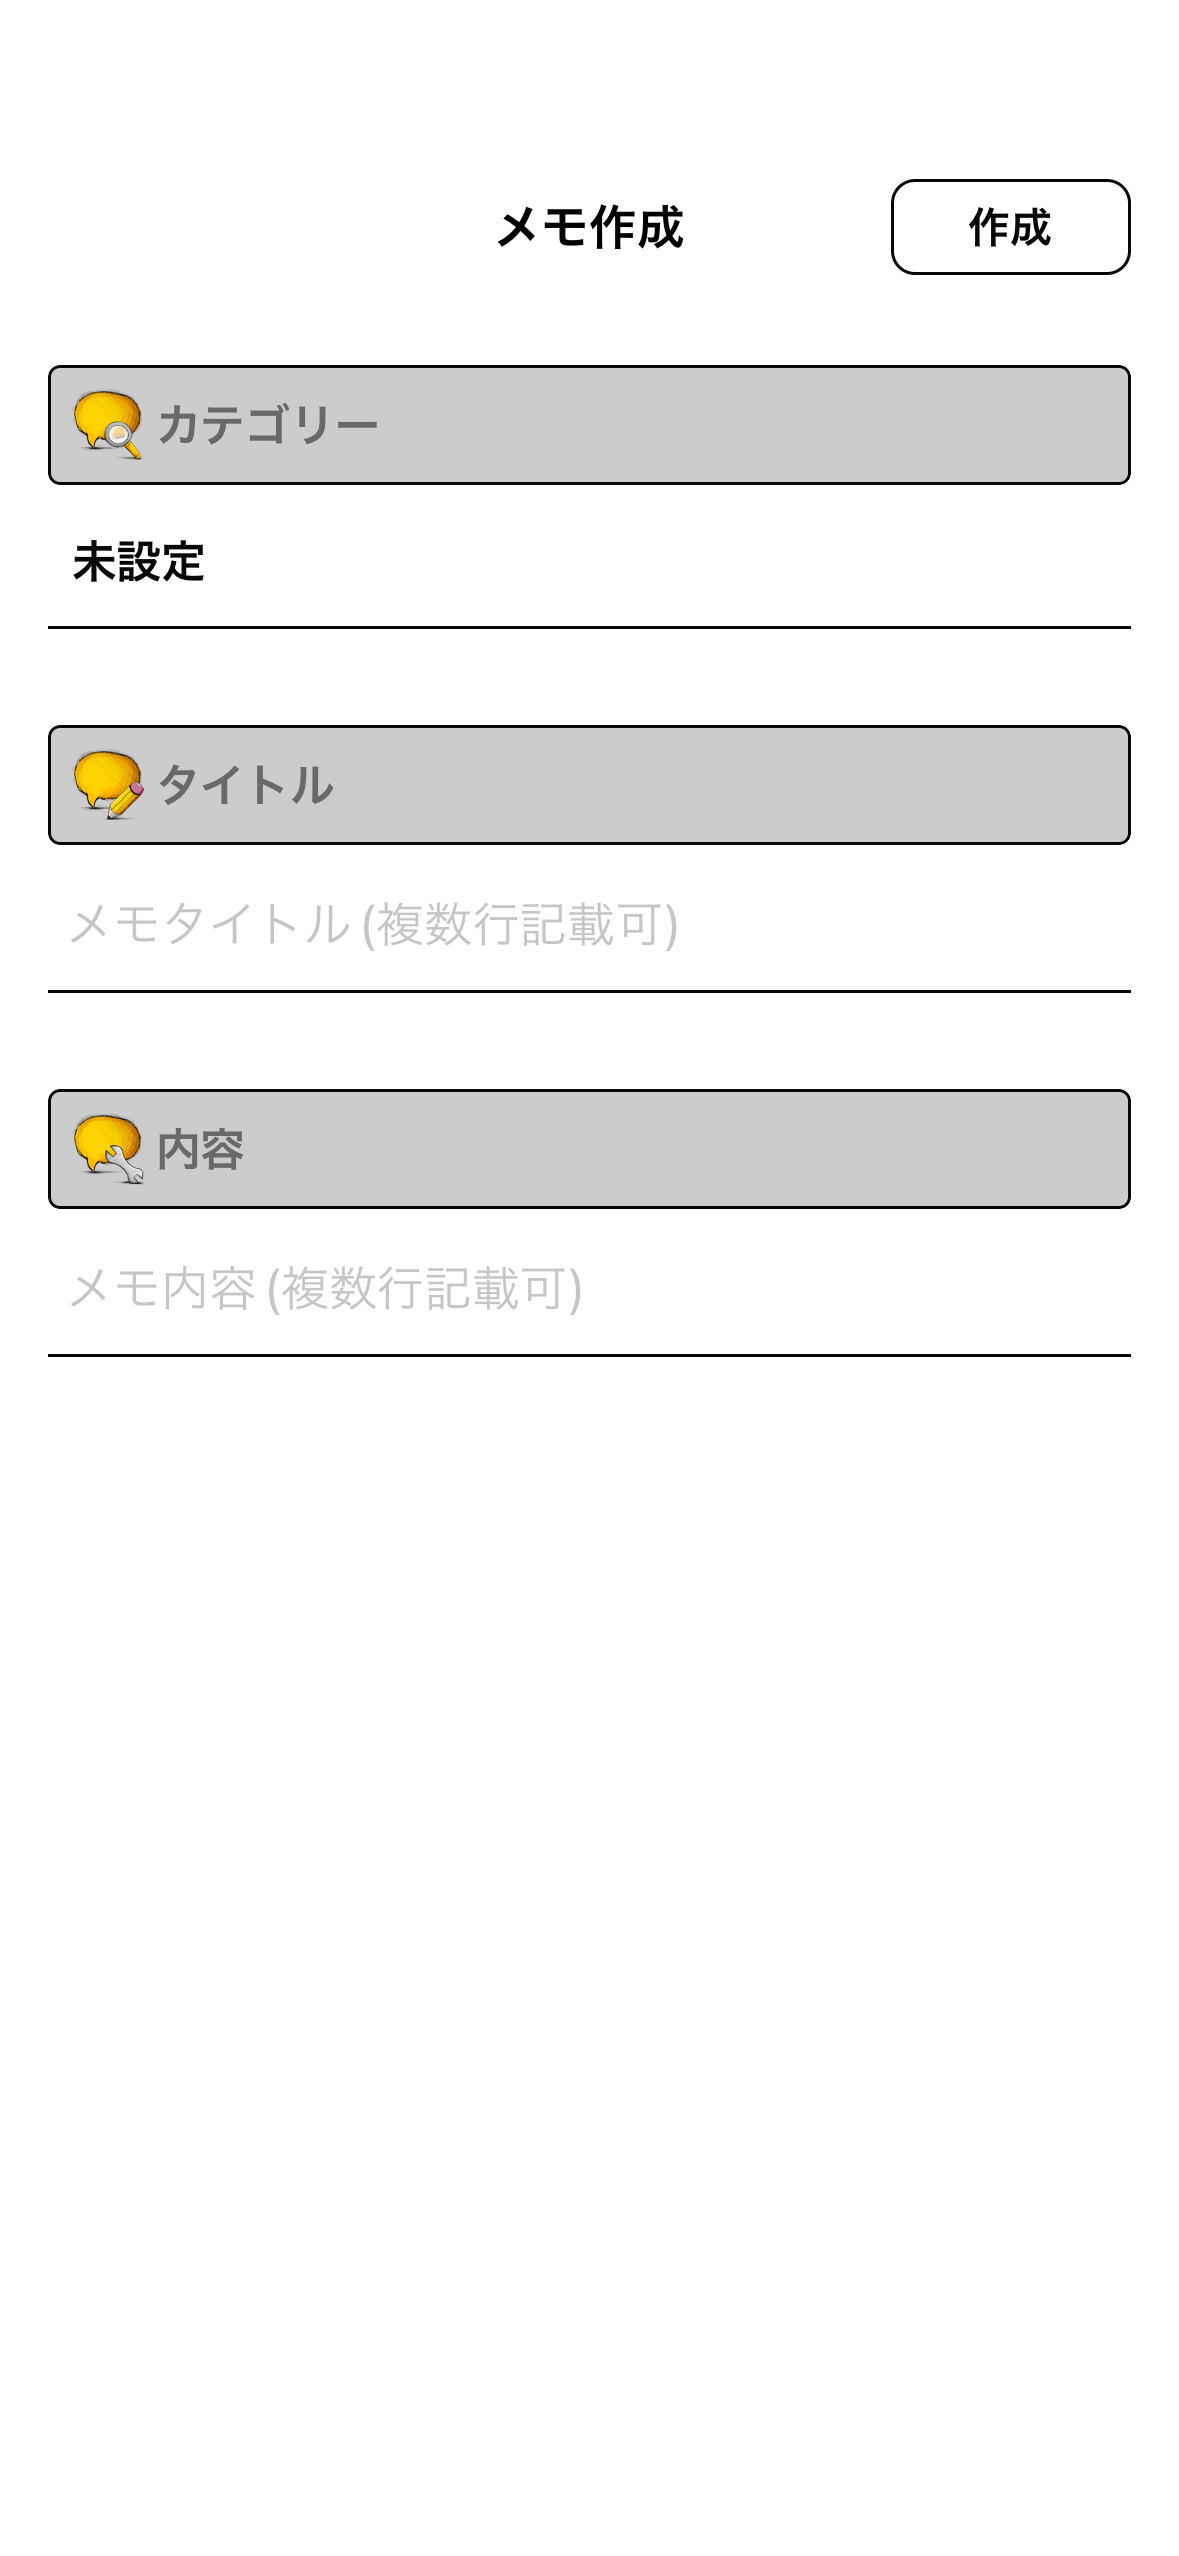 メモ作成
作成
カテゴリー
未設定
タイトル
メモタイトル (複数行記載可)
内容
メモ内容 (複数行記載可)